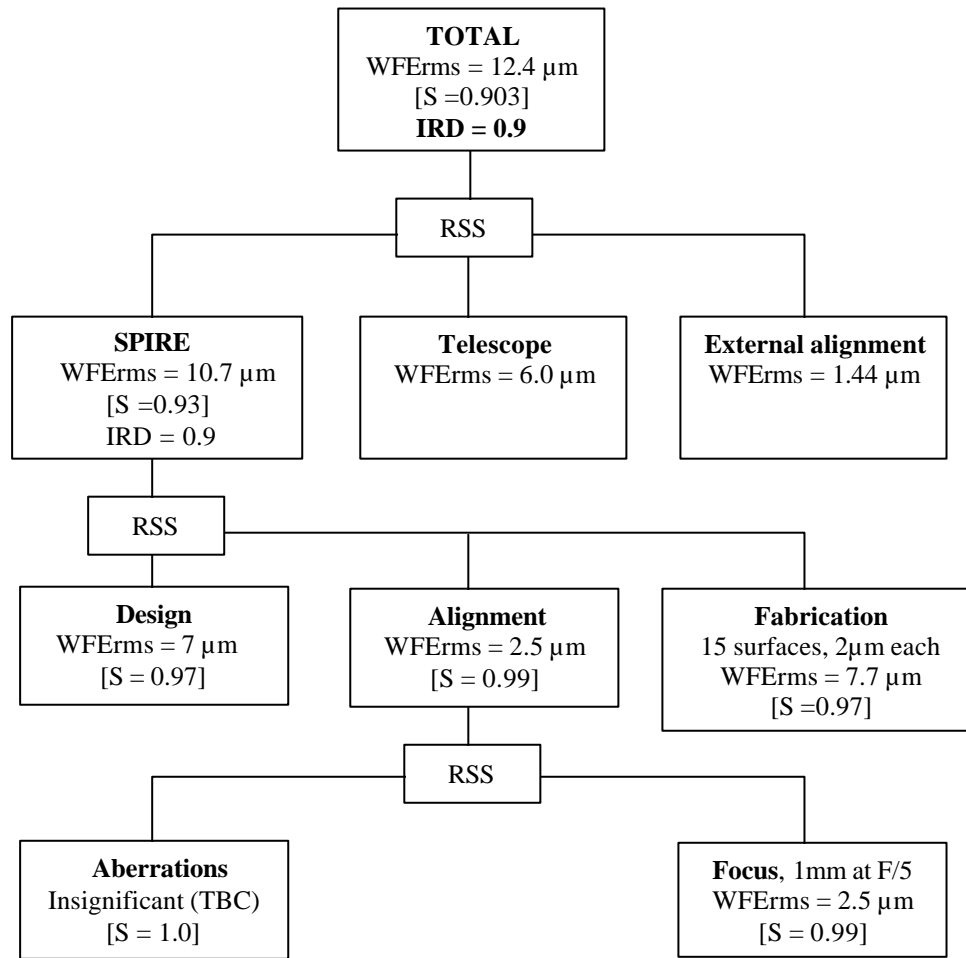 TOTAL
WFErms = 12.4 µm
[S =0.903]
IRD = 0.9
RSS
SPIRE
WFErms = 10.7 µm
[S =0.93]
IRD = 0.9
Telescope
WFErms = 6.0 µm
External alignment
WFErms = 1.44 µm
RSS
Design
WFErms = 7 µm
[S = 0.97]
Alignment
WFErms = 2.5 µm
[S = 0.99]
Fabrication
15 surfaces, 2µm each
WFErms = 7.7 µm
[S =0.97]
RSS
Aberrations
Insignificant (TBC)
[S = 1.0]
Focus, 1mm at F/5
WFErms = 2.5 µm
[S = 0.99]